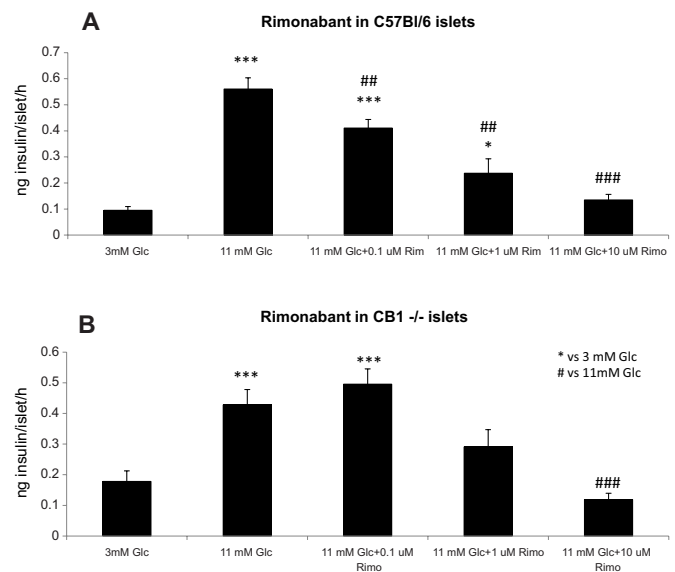 A
Rimonabant in C57Bl/6 islets
ng insulin/islet/h
0.7
0.6
0.5
0.4
0.3
0.2
0.1
0
***
##
***
##
*
###
3mM Glc
11 mM Glc
11 mM Glc+0.1 uM Rim
11 mM Glc+1 uM Rim
11 mM Glc+10 uM Rimo
B
Rimonabant in CB1 -/- islets
ng insulin/islet/h
0.6
0.5
0.4
0.3
0.2
0.1
0
***
***
###
* vs 3 mM Glc
# vs 11mM Glc
3mM Glc
11 mM Glc
11 mM Glc+0.1 uM
Rimo
11 mM Glc+1 uM Rimo
11 mM Glc+10 uM
Rimo